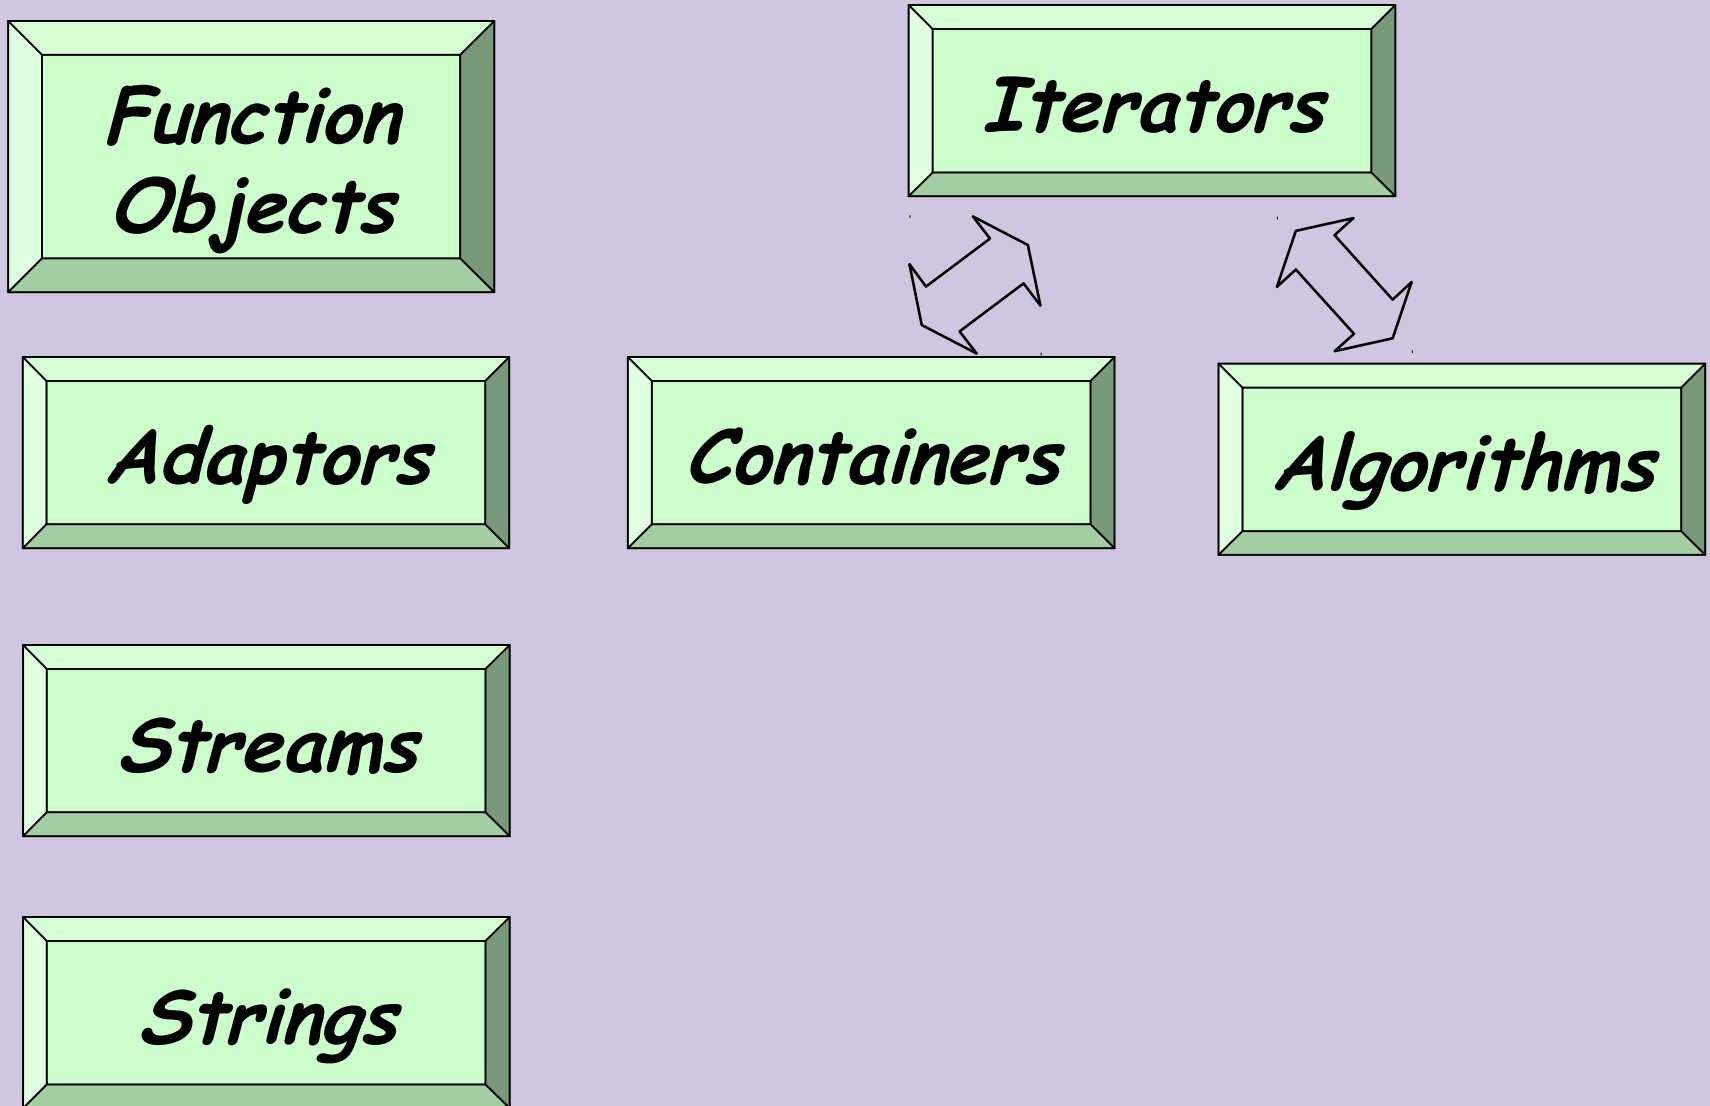 Function
Objects
Iterators
Adaptors
Containers
Algorithms
Streams
Strings